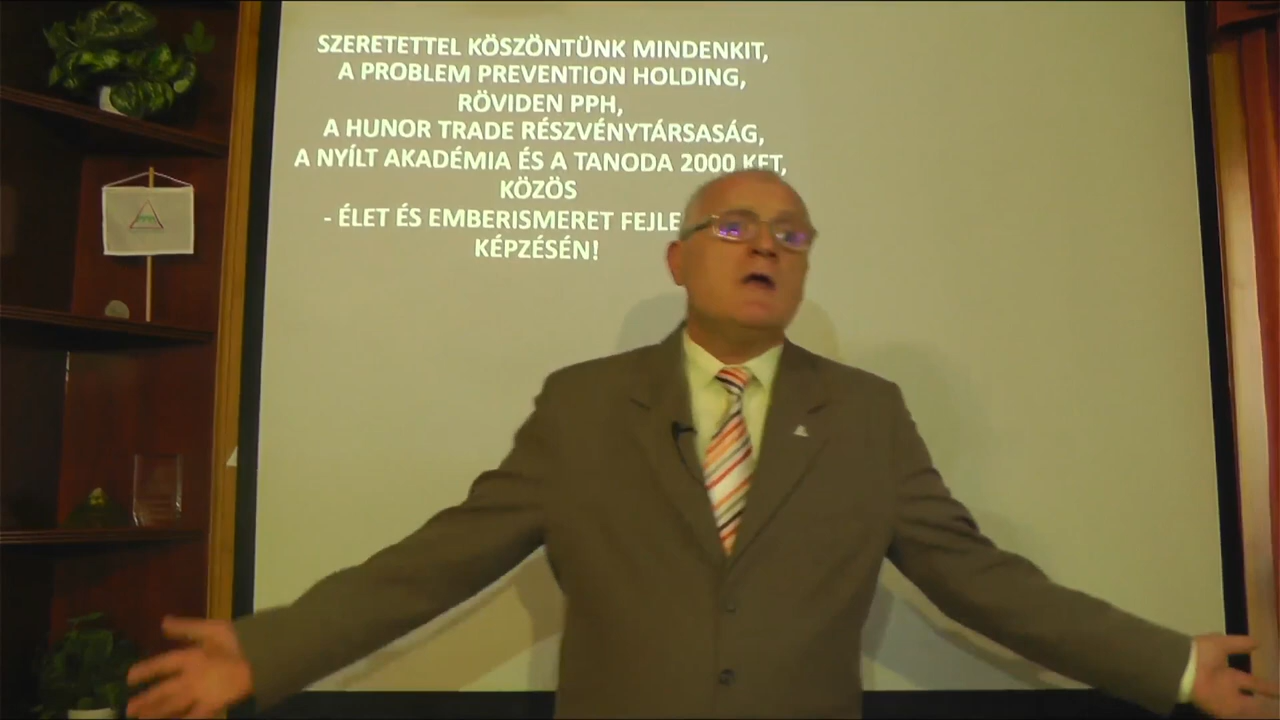 SZERETETTEL KÖSZÖNTÜNK MINDENKIT,
A PROBLEM PREVENTION HOLDING,
RÖVIDEN PPH,
A HUNOR TRADE RÉSZVÉNYTÁRSASÁG,
A NYÍLT AKADÉMIA ÉS A TANODA 2000 KFT,
KÖZÖS
- ÉLET ÉS EMBERISMERET
KÉPZÉSÉN!